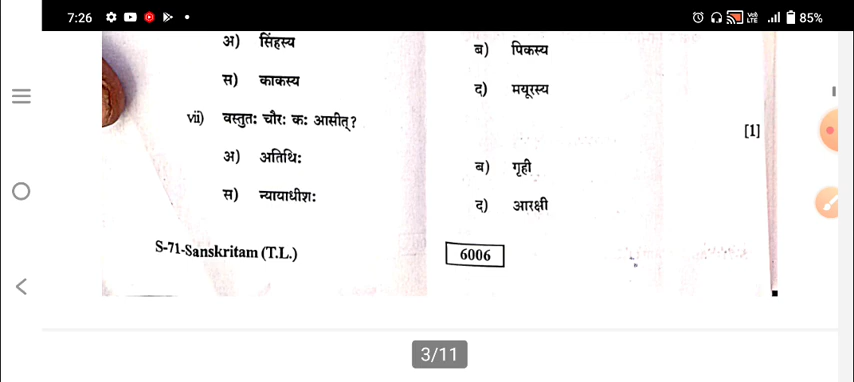 7:26 85%
अ) सिंहस्य ब) पिकस्य
स) काकस्य द) मयूरस्य
vii) वस्तुतः चौरः कः आसीत्? [1]
अ) अतिथिः ब) गृही
स) न्यायाधीशः द) आरक्षी
S-71-Sanskritam (T.L.) 6006
3/11